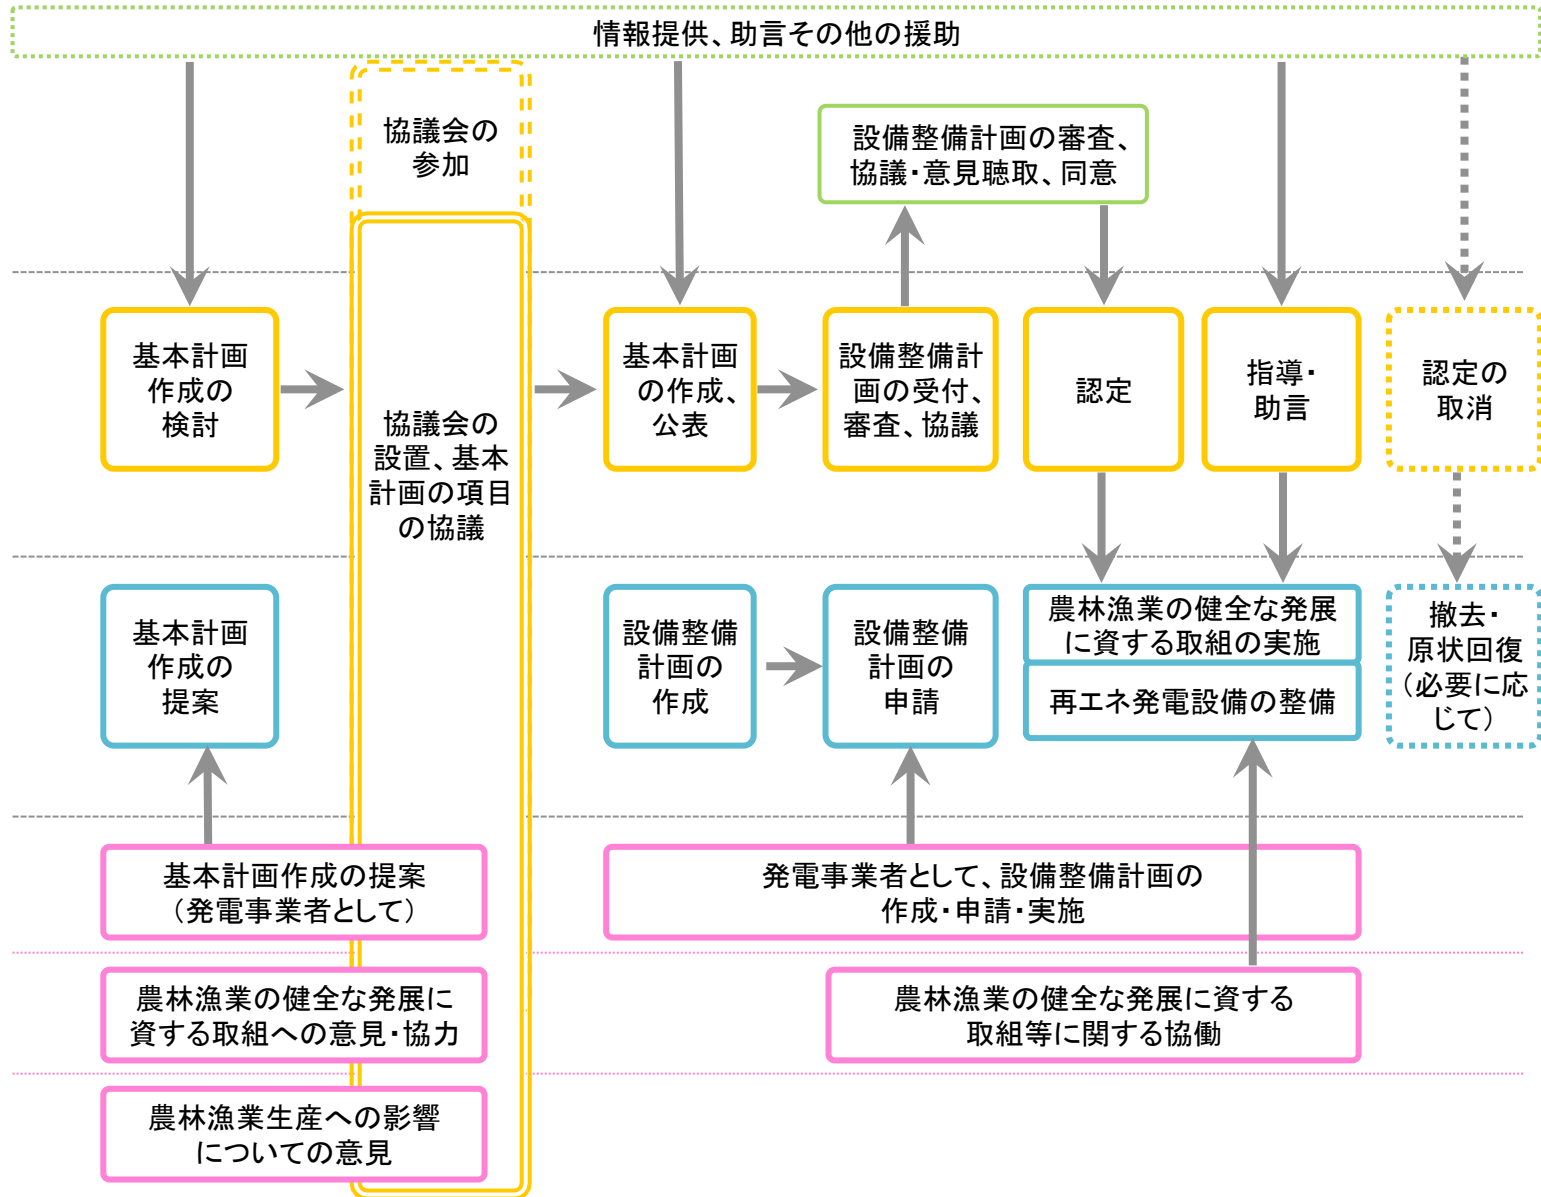 情報提供、助言その他の援助
協議会の
参加
設備整備計画の審査、
協議・意見聴取、同意
基本計画
作成の
検討
協議会の
設置、基本
計画の項目
の協議
基本計画
の作成、
公表
設備整備計
画の受付、
審査、協議
認定
指導・
助言
認定の
取消
基本計画
作成の
提案
設備整備
計画の
作成
設備整備
計画の
申請
農林漁業の健全な発展
に資する取組の実施
再エネ発電設備の整備
撤去・
原状回復
（必要に応
じて）
基本計画作成の提案
（発電事業者として）
発電事業者として、設備整備計画の
作成・申請・実施
農林漁業の健全な発展に
資する取組への意見・協力
農林漁業の健全な発展に資する
取組等に関する協働
農林漁業生産への影響
についての意見